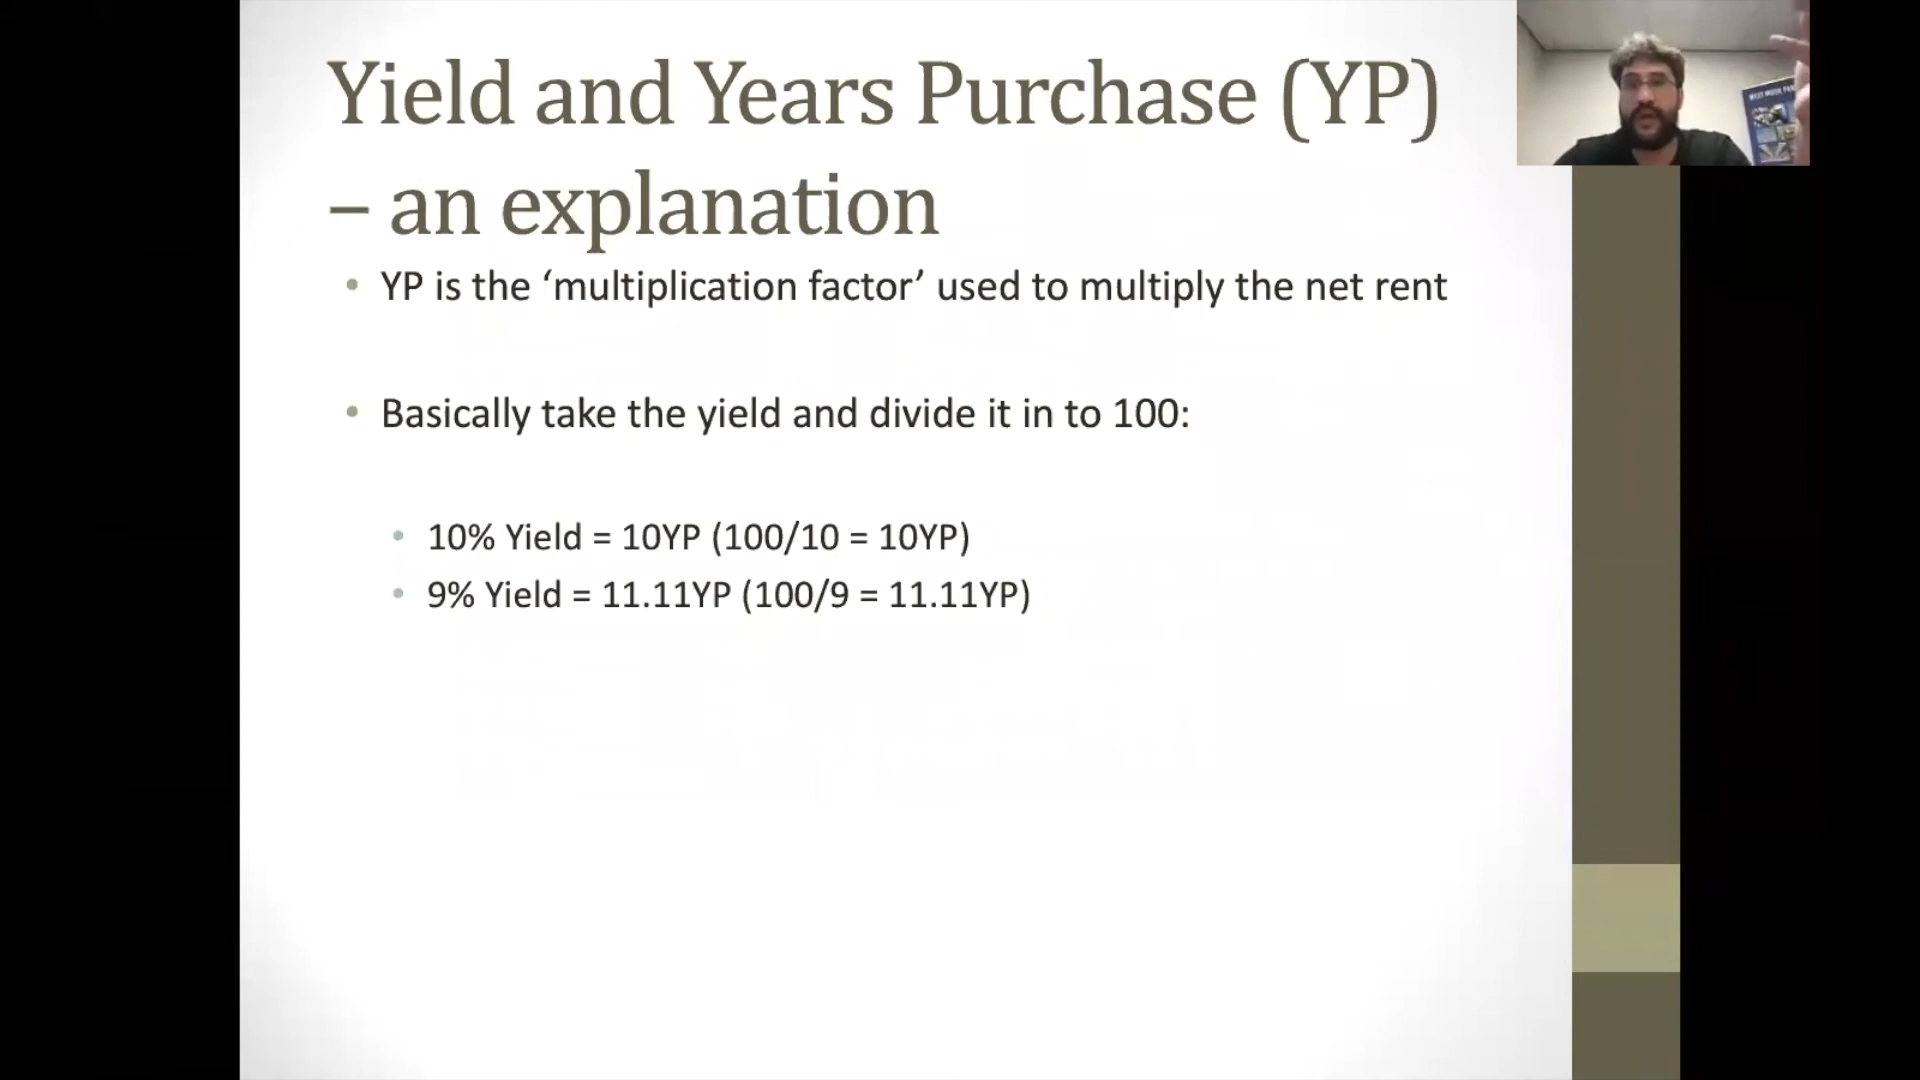 Yield and Years Purchase (YP)
– an explanation
• YP is the ‘multiplication factor’ used to multiply the net rent
• Basically take the yield and divide it in to 100:
• 10% Yield = 10YP (100/10 = 10YP)
• 9% Yield = 11.11YP (100/9 = 11.11YP)